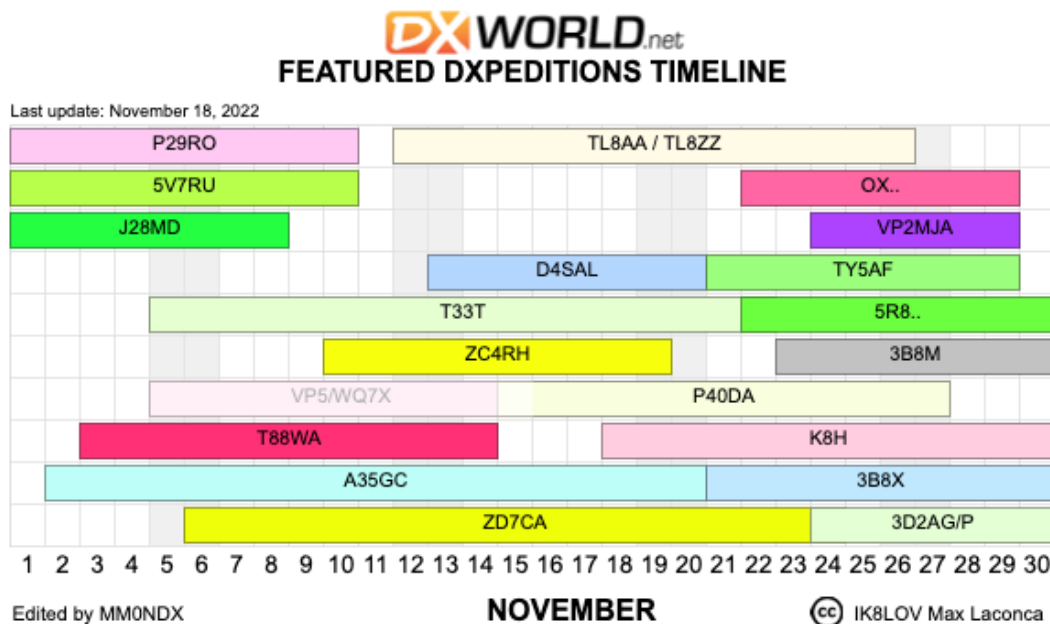 DX WORLD.net
FEATURED DXPEDITIONS TIMELINE
Last update: November 18, 2022
P29RO TL8AA / TL8ZZ
5V7RU OX..
J28MD VP2MJA
D4SAL TY5AF
T33T 5R8..
ZC4RH 3B8M
VP5/WQ7X P40DA
T88WA K8H
A35GC 3B8X
ZD7CA 3D2AG/P
1 2 3 4 5 6 7 8 9 10 11 12 13 14 15 16 17 18 19 20 21 22 23 24 25 26 27 28 29 30
Edited by MM0NDX NOVEMBER cc IK8LOV Max Laconca